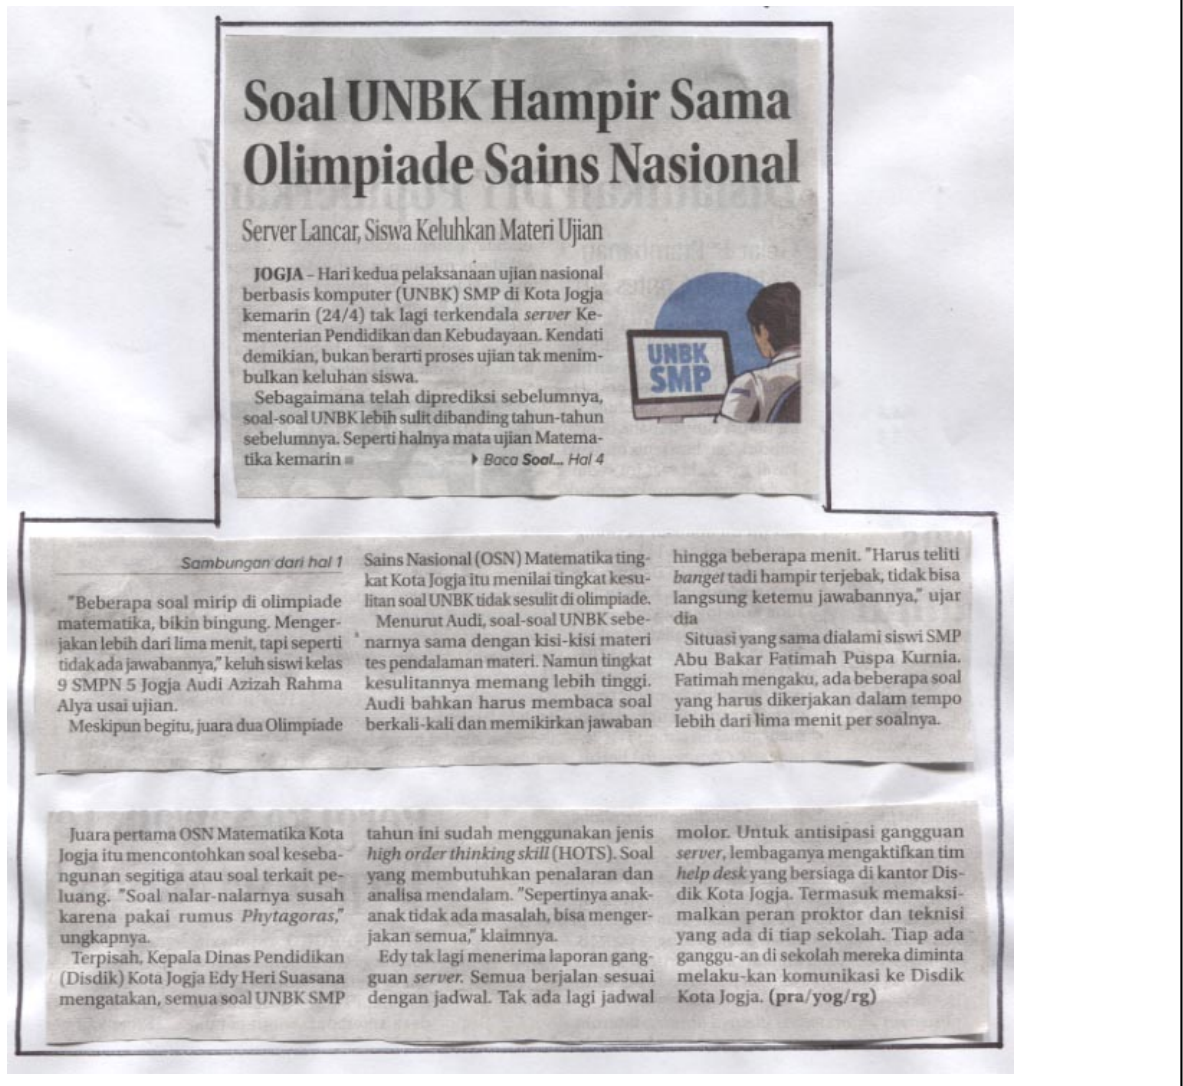 Soal UNBK Hampir Sama
Olimpiade Sains Nasional
Server Lancar, Siswa Keluhkan Materi Ujian
JOGJA – Hari kedua pelaksanaan ujian nasional
berbasis komputer (UNBK) SMP di Kota Jogja
kemarin (24/4) tak lagi terkendala server Ke-
menterian Pendidikan dan Kebudayaan. Kendati
demikian, bukan berarti proses ujian tak menim-
bulkan keluhan siswa.
Sebagaimana telah diprediksi sebelumnya,
soal-soal UNBK lebih sulit dibanding tahun-tahun
sebelumnya. Seperti halnya mata ujian Matema-
tika kemarin
Baca Soal... Hal 4
UNBK
SMP
Sambungan dari hal 1
"Beberapa soal mirip di olimpiade
matematika, bikin bingung. Menger-
jakan lebih dari lima menit, tapi seperti
tidak ada jawabannya," keluh siswi kelas
9 SMPN 5 Jogja Audi Azizah Rahma
Alya usai ujian.
Meskipun begitu, juara dua Olimpiade
Sains Nasional (OSN) Matematika ting-
kat Kota Jogja itu menilai tingkat kesu-
litan soal UNBK tidak sesulit di olimpiade.
Menurut Audi, soal-soal UNBK sebe-
narnya sama dengan kisi-kisi materi
tes pendalaman materi. Namun tingkat
kesulitannya memang lebih tinggi.
Audi bahkan harus membaca soal
berkali-kali dan memikirkan jawaban
hingga beberapa menit. "Harus teliti
banget tadi hampir terjebak, tidak bisa
langsung ketemu jawabannya," ujar
dia
Situasi yang sama dialami siswi SMP
Abu Bakar Fatimah Puspa Kurnia.
Fatimah mengaku, ada beberapa soal
yang harus dikerjakan dalam tempo
lebih dari lima menit per soalnya.
Juara pertama OSN Matematika Kota
Jogja itu mencontohkan soal keseba-
ngunan segitiga atau soal terkait pe-
luang. "Soal nalar-nalarnya susah
karena pakai rumus Phytagoras,"
ungkapnya.
Terpisah, Kepala Dinas Pendidikan
(Disdik) Kota Jogja Edy Heri Suasana
mengatakan, semua soal UNBK SMP
tahun ini sudah menggunakan jenis
high order thinking skill (HOTS). Soal
yang membutuhkan penalaran dan
analisa mendalam. "Sepertinya anak-
anak tidak ada masalah, bisa menger-
jakan semua," klaimnya.
Edy tak lagi menerima laporan gang-
guan server. Semua berjalan sesuai
dengan jadwal. Tak ada lagi jadwal
molor. Untuk antisipasi gangguan
server, lembaganya mengaktifkan tim
help desk yang bersiaga di kantor Dis-
dik Kota Jogja. Termasuk memaksi-
malkan peran proktor dan teknisi
yang ada di tiap sekolah. Tiap ada
ganggu-an di sekolah mereka diminta
melaku-kan komunikasi ke Disdik
Kota Jogja. (pra/yog/rg)